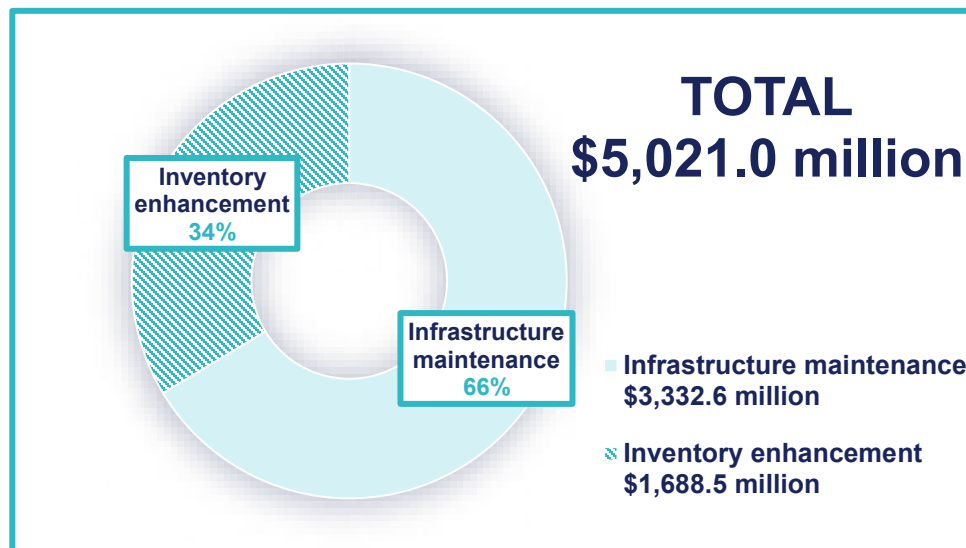 TOTAL
$5,021.0 million
Inventory
enhancement
34%
Infrastructure
maintenance
66%
Infrastructure maintenance
$3,332.6 million
Inventory enhancement
$1,688.5 million